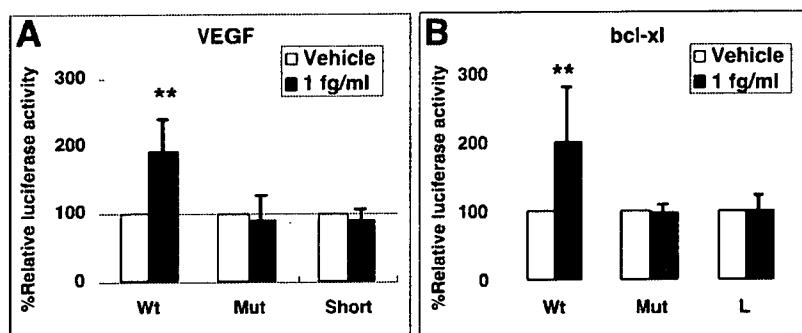 A
VEGF
Vehicle
1 fg/ml
**
%Relative luciferase activity
300
200
100
0
Wt Mut Short
B
bcl-xl
Vehicle
1 fg/ml
**
%Relative luciferase activity
300
200
100
0
Wt Mut L